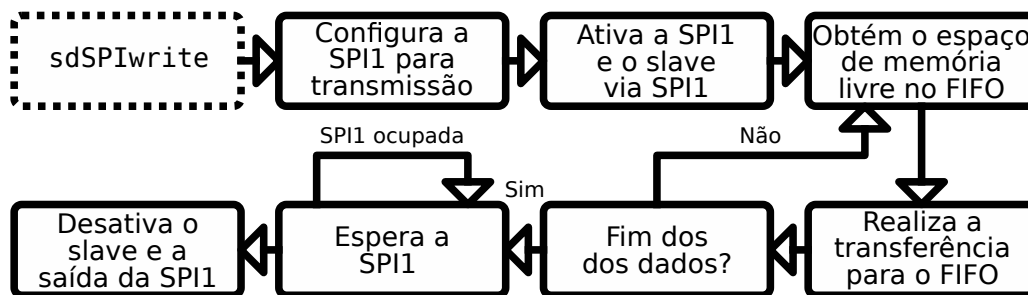 sdSPIwrite
Configura a
SPI1 para
transmissão
Ativa a SPI1
e o slave
via SPI1
Obtém o espaço
de memória
livre no FIFO
SPI1 ocupada
Não
Sim
Desativa o
slave e a
saída da SPI1
Espera a
SPI1
Fim dos
dos dados?
Realiza a
transferência
para o FIFO